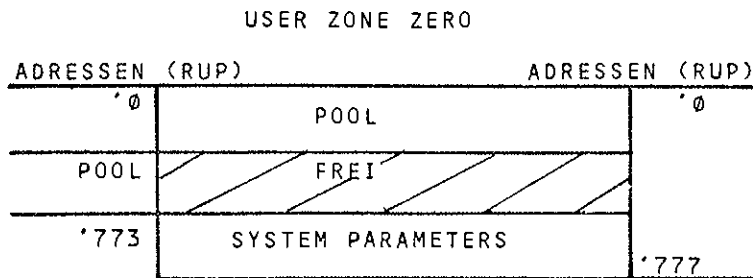 USER ZONE ZERO
ADRESSEN (RUP) ADRESSEN (RUP)
'Ø POOL 'Ø
POOL FREI
'773 SYSTEM PARAMETERS
'777